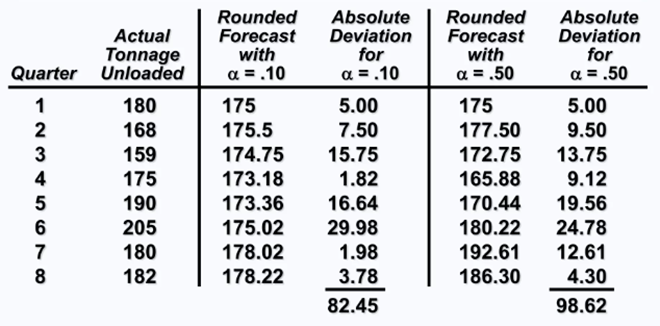 Rounded Absolute Rounded Absolute
Actual Forecast Deviation Forecast Deviation
Tonnage with for with for
Quarter Unloaded α = .10 α = .10 α = .50 α = .50
1 180 175 5.00 175 5.00
2 168 175.5 7.50 177.50 9.50
3 159 174.75 15.75 172.75 13.75
4 175 173.18 1.82 165.88 9.12
5 190 173.36 16.64 170.44 19.56
6 205 175.02 29.98 180.22 24.78
7 180 178.02 1.98 192.61 12.61
8 182 178.22 3.78 186.30 4.30
82.45 98.62